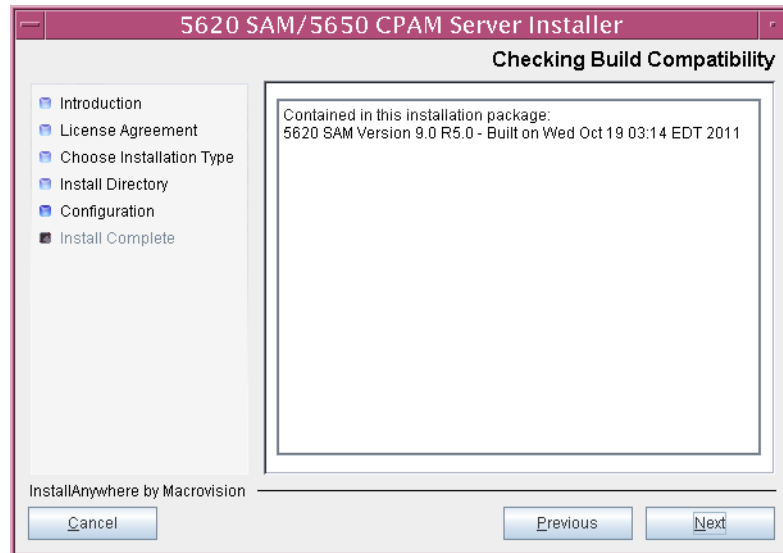 5620 SAM/5650 CPAM Server Installer
Checking Build Compatibility
Introduction
License Agreement
Choose Installation Type
Install Directory
Configuration
Install Complete
Contained in this installation package:
5620 SAM Version 9.0 R5.0 - Built on Wed Oct 19 03:14 EDT 2011
InstallAnywhere by Macrovision
Cancel
Previous
Next